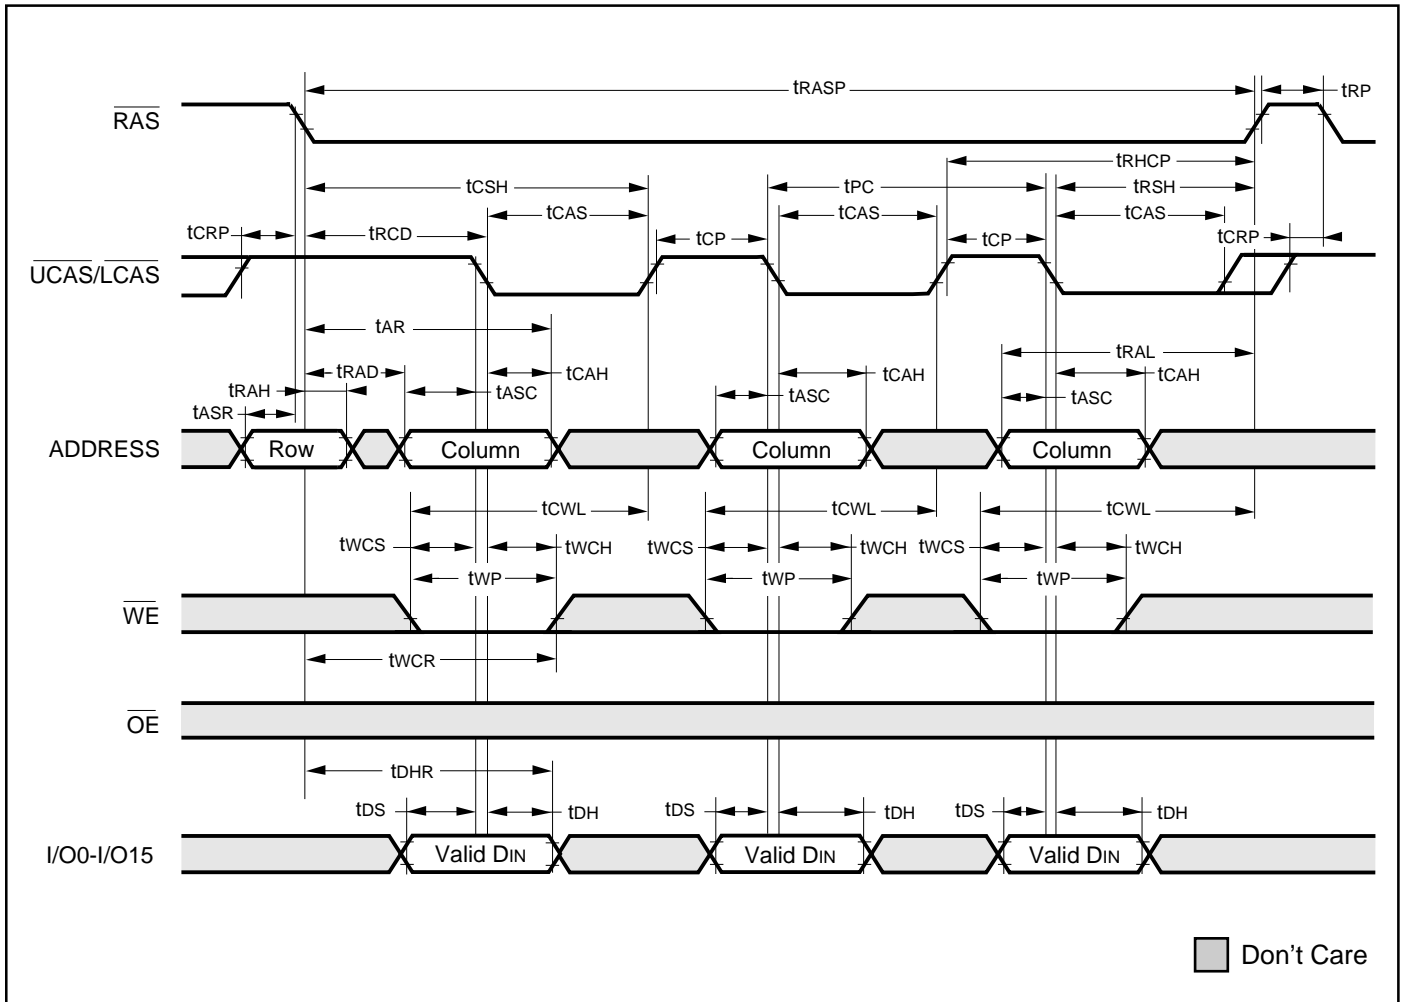 tRASP
tRP
RAS
tRHCP
tCSH tPC tRSH
tCAS tCAS tCAS
tCRP tRCD tCP tCP tCRP
UCAS/LCAS
tAR
tRAL
tRAD tCAH tCAH tCAH
tRAH tASC tASC tASC
tASR
ADDRESS Row Column Column Column
tCWL tCWL tCWL
tWCS tWCH tWCS tWCH tWCS tWCH
tWP tWP tWP
WE
tWCR
OE
tDHR
tDS tDH tDS tDH tDS tDH
I/O0-I/O15 Valid DIN Valid DIN Valid DIN
Don't Care